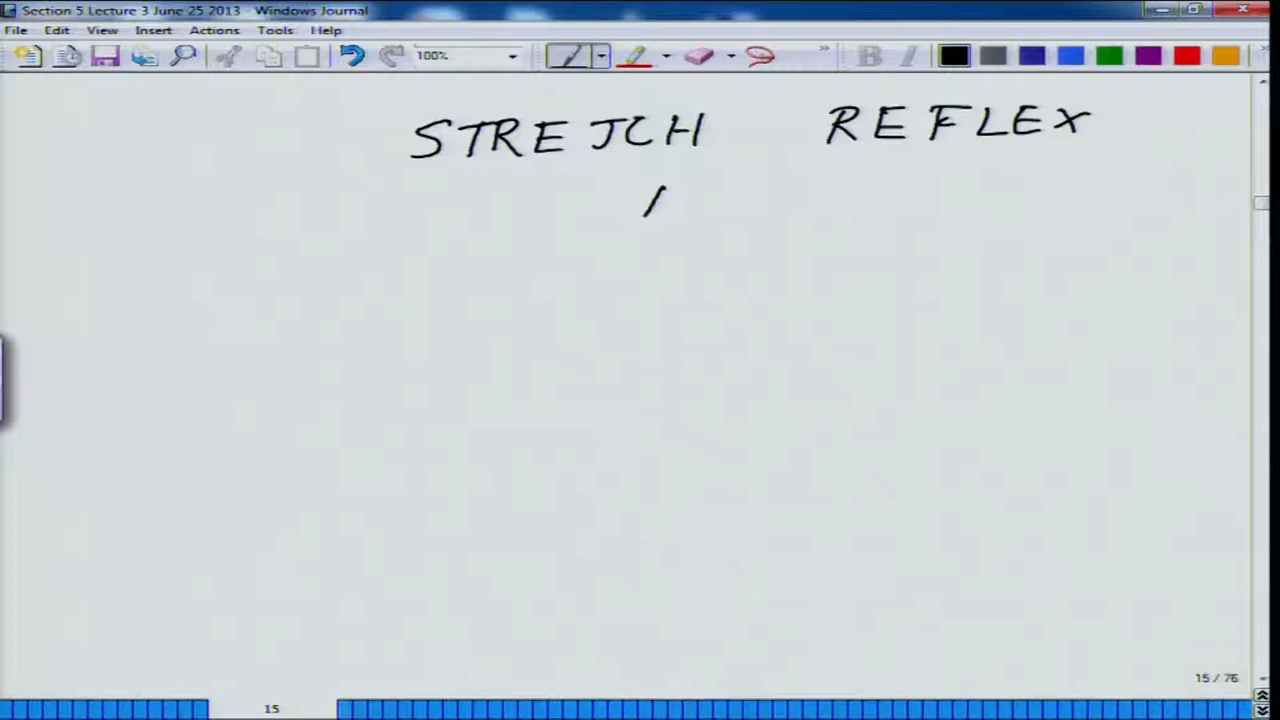 Section 5 Lecture 3 June 25 2013 - Windows Journal
File Edit View Insert Actions Tools Help
100% B I
STRETCH REFLEX
15 / 76
15